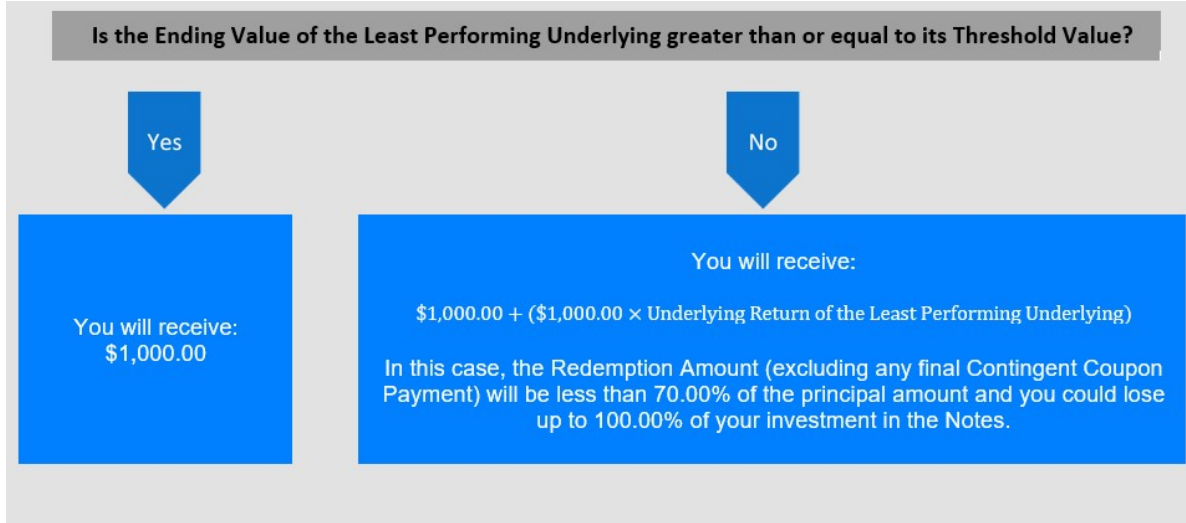 Is the Ending Value of the Least Performing Underlying greater than or equal to its Threshold Value?
Yes
No
You will receive:
$1,000.00
You will receive:
$1,000.00 + ($1,000.00 × Underlying Return of the Least Performing Underlying)
In this case, the Redemption Amount (excluding any final Contingent Coupon
Payment) will be less than 70.00% of the principal amount and you could lose
up to 100.00% of your investment in the Notes.